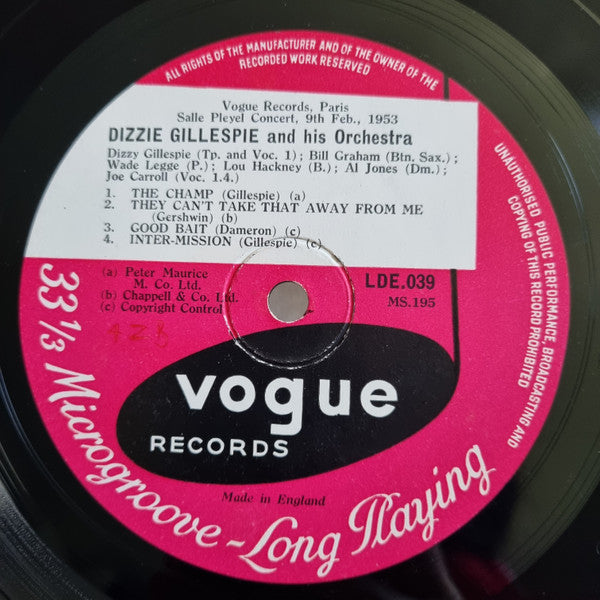 ALL RIGHTS OF THE MANUFACTURER AND OF THE OWNER OF THE
RECORDED WORK RESERVED
Vogue Records, Paris
Salle Pleyel Concert, 9th Feb., 1953
DIZZIE GILLESPIE and his Orchestra
Dizzy Gillespie (Tp. and Voc. 1) ; Bill Graham (Btn. Sax.) ;
Wade Legge (P.) ; Lou Hackney (B.) ; Al Jones (Dm.) ;
Joe Carroll (Voc. 1.4.)
1. THE CHAMP (Gillespie) (a)
2. THEY CAN'T TAKE THAT AWAY FROM ME
(Gershwin) (b)
3. GOOD BAIT (Dameron) (c)
4. INTER-MISSION (Gillespie) (c)
(a) Peter Maurice
M. Co. Ltd.
(b) Chappell & Co. Ltd.
(c) Copyright Control
LDE.039
MS.195
UNAUTHORISED PUBLIC PERFORMANCE, BROADCASTING AND
COPYING OF THIS RECORD PROHIBITED
vogue
RECORDS
Made in England
33 1/3 Microgroove-Long Playing